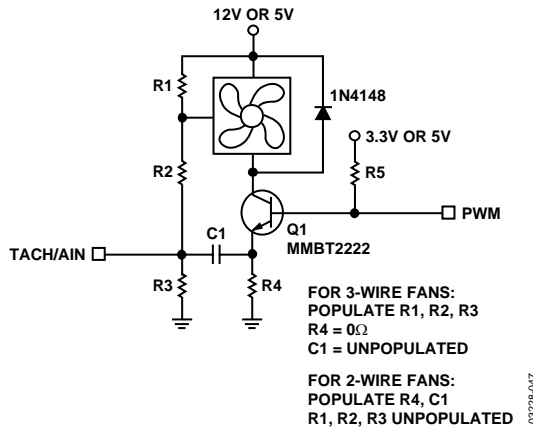 12V OR 5V
R1
1N4148
3.3V OR 5V
R2
R5
PWM
C1
Q1
MMBT2222
TACH/AIN
R3
R4
FOR 3-WIRE FANS:
POPULATE R1, R2, R3
R4 = 0Ω
C1 = UNPOPULATED
FOR 2-WIRE FANS:
POPULATE R4, C1
R1, R2, R3 UNPOPULATED
03228-047